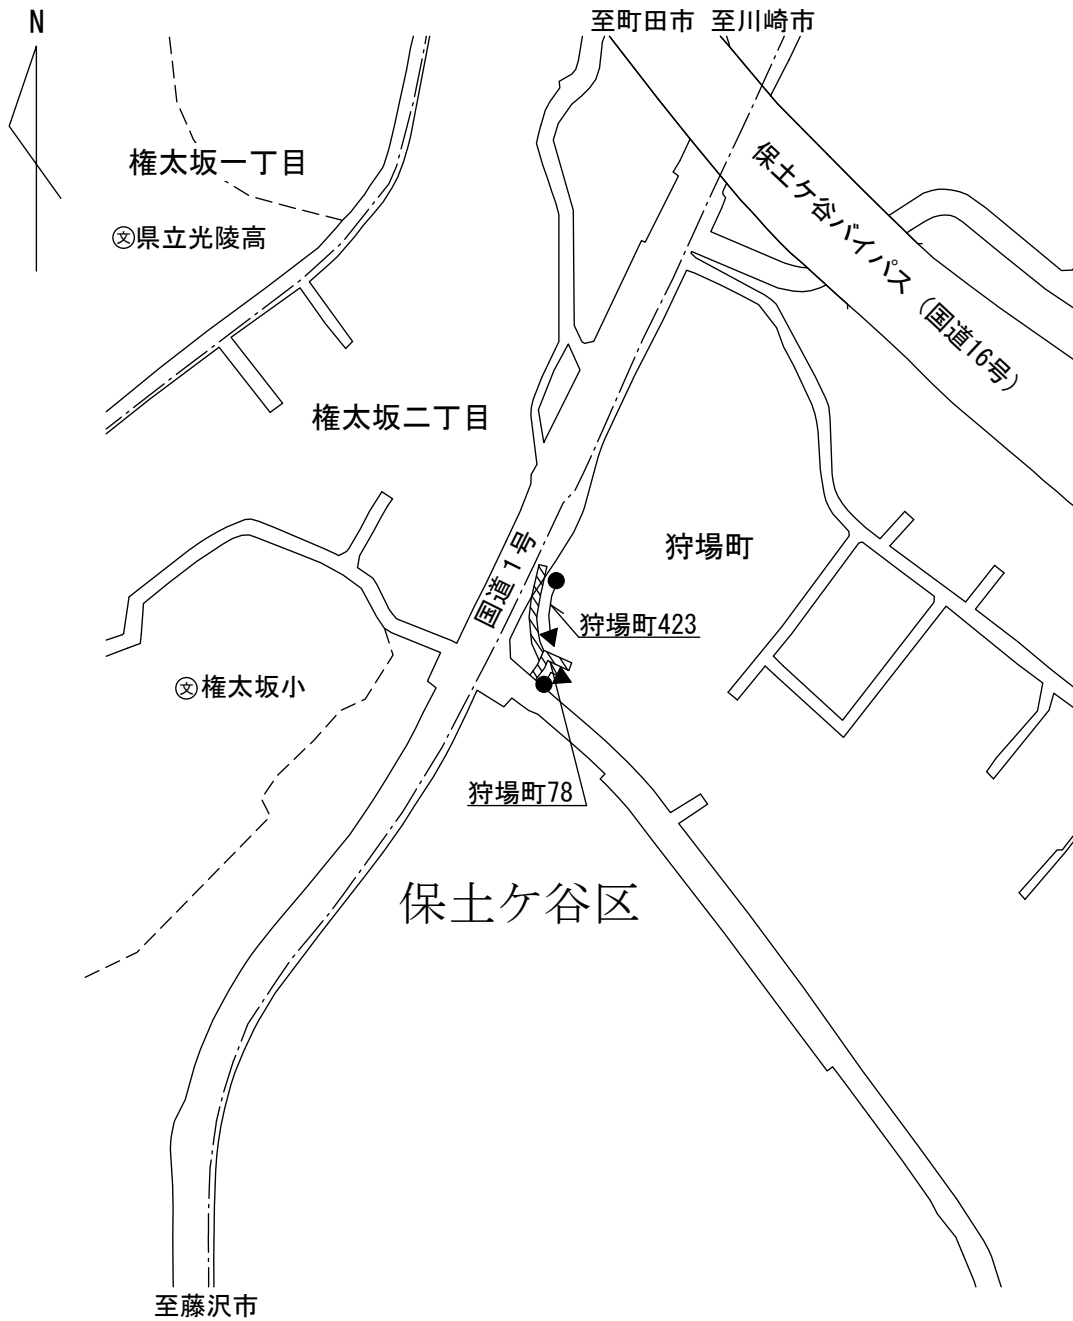 N
至町田市 至川崎市
権太坂一丁目
保土ケ谷バイパス（国道16号）
㊫県立光陵高
権太坂二丁目
国道１号
狩場町
狩場町423
㊫権太坂小
狩場町78
保土ケ谷区
至藤沢市